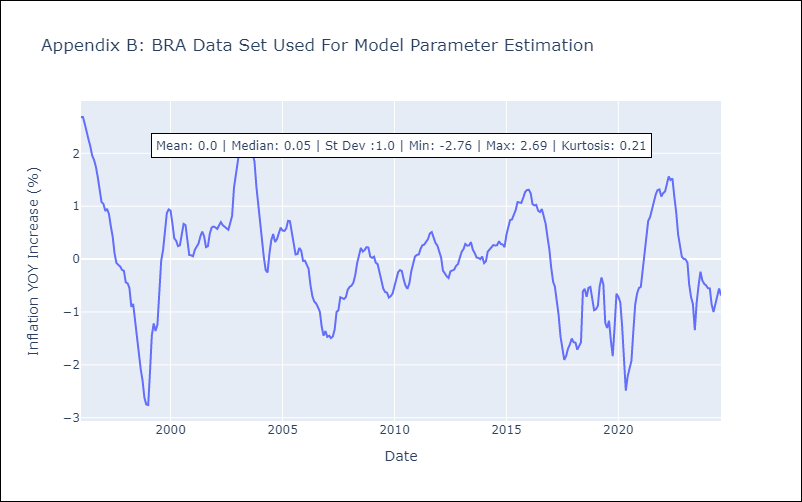 Appendix B: BRA Data Set Used For Model Parameter Estimation
Mean: 0.0 | Median: 0.05 | St Dev :1.0 | Min: -2.76 | Max: 2.69 | Kurtosis: 0.21
Inflation YOY Increase (%)
2
1
0
−1
−2
−3
2000
2005
2010
2015
2020
Date